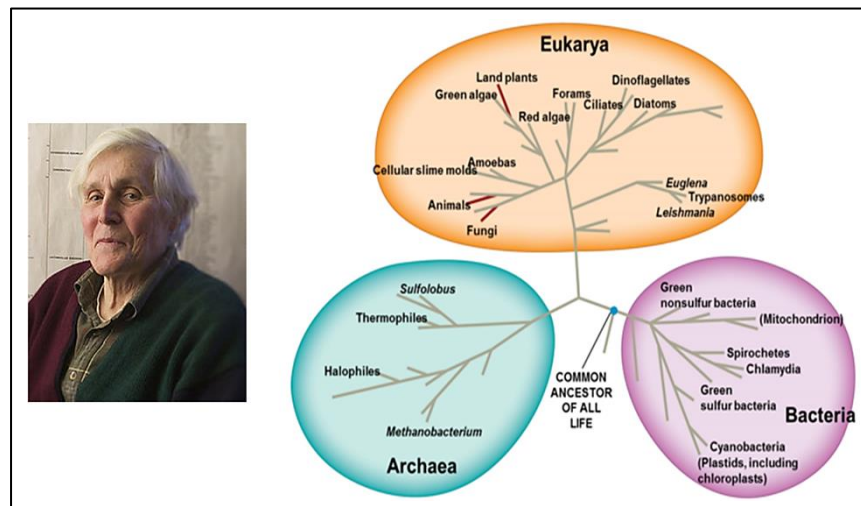 Eukarya
Land plants
Green algae
Red algae
Forams
Ciliates
Dinoflagellates
Diatoms
Amoebas
Cellular slime molds
Animals
Fungi
Euglena
Trypanosomes
Leishmania
Sulfolobus
Thermophiles
Halophiles
Methanobacterium
Archaea
COMMON
ANCESTOR
OF ALL
LIFE
Green
nonsulfur bacteria
(Mitochondrion)
Spirochetes
Chlamydia
Green
sulfur bacteria
Bacteria
Cyanobacteria
(Plastids, including
chloroplasts)